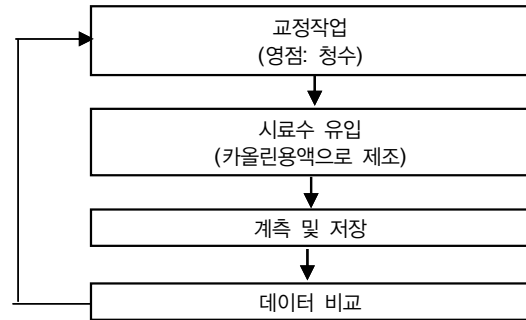 교정작업
(영점: 청수)
시료수 유입
(카올린용액으로 제조)
계측 및 저장
데이터 비교